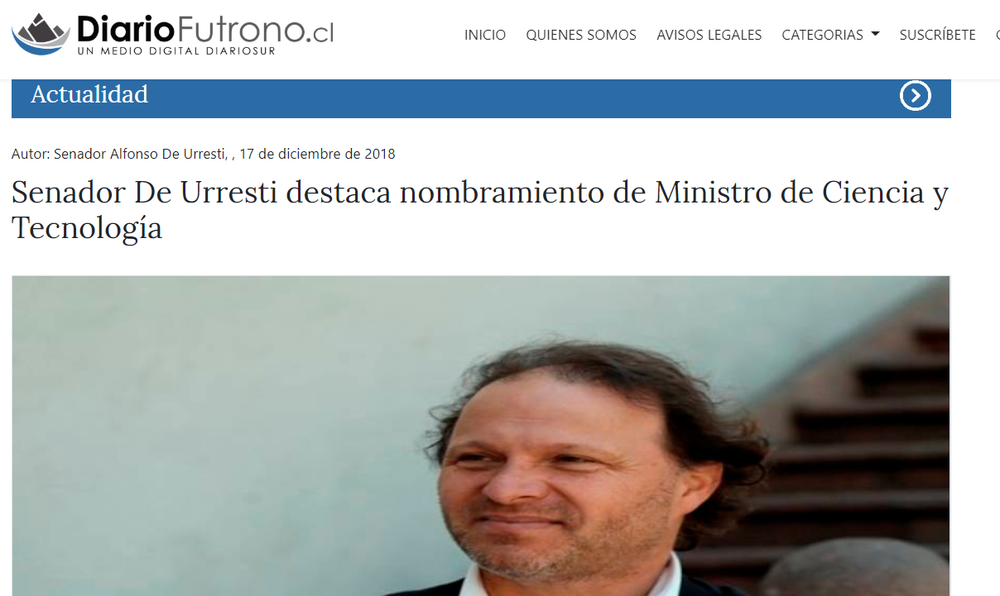 DiarioFutrono.cl
UN MEDIO DIGITAL DIARIOSUR
INICIO QUIENES SOMOS AVISOS LEGALES CATEGORIAS SUSCRÍBETE
Actualidad
Autor: Senador Alfonso De Urresti, , 17 de diciembre de 2018
Senador De Urresti destaca nombramiento de Ministro de Ciencia y
Tecnología